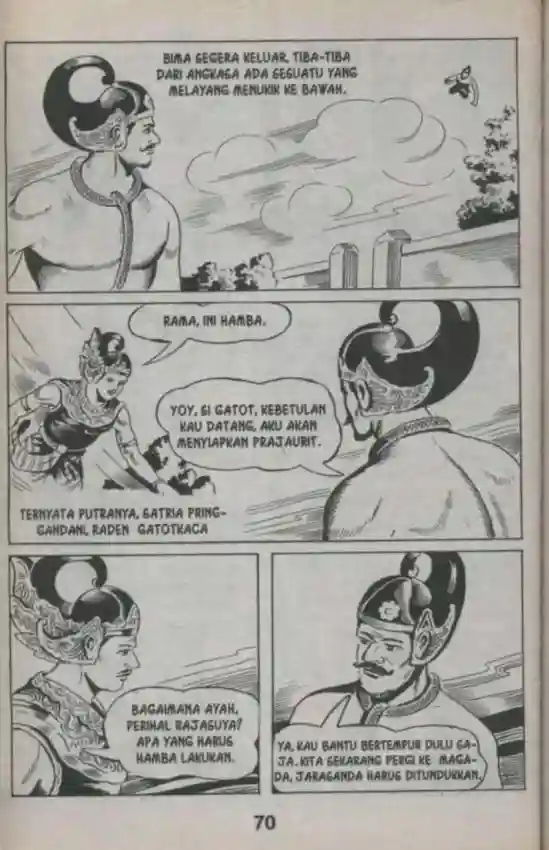 BIMA SEGERA KELUAR, TIBA-TIBA
DARI ANGKASA ADA SESUATU YANG
MELAYANG MENUKIK KE BAWAH.
RAMA, INI HAMBA.
YOY, SI GATOT, KEBETULAN
KAU DATANG, AKU AKAN
MENYIAPKAN PRAJAURIT.
TERNYATA PUTRANYA, SATRIA PRING-
GANDANI, RADEN GATOTKACA
BAGAIMANA AYAH,
PERIHAL RAJASUYA?
APA YANG HARUS
HAMBA LAKUKAN.
YA, KAU BANTU BERTEMPUR DULU SA-
JA. KITA SEKARANG PERGI KE MAGA-
DA, JARASANDA HARUS DITUNDUKKAN.
70